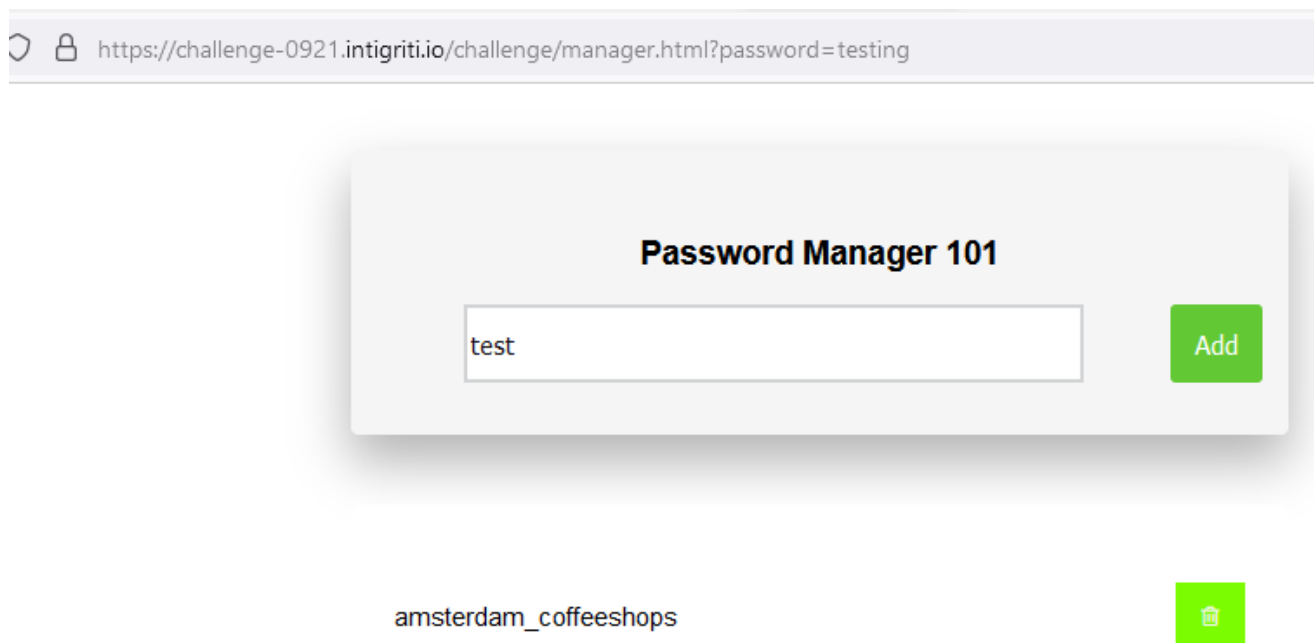 https://challenge-0921.intigriti.io/challenge/manager.html?password=testing
Password Manager 101
test
Add
amsterdam_coffeeshops